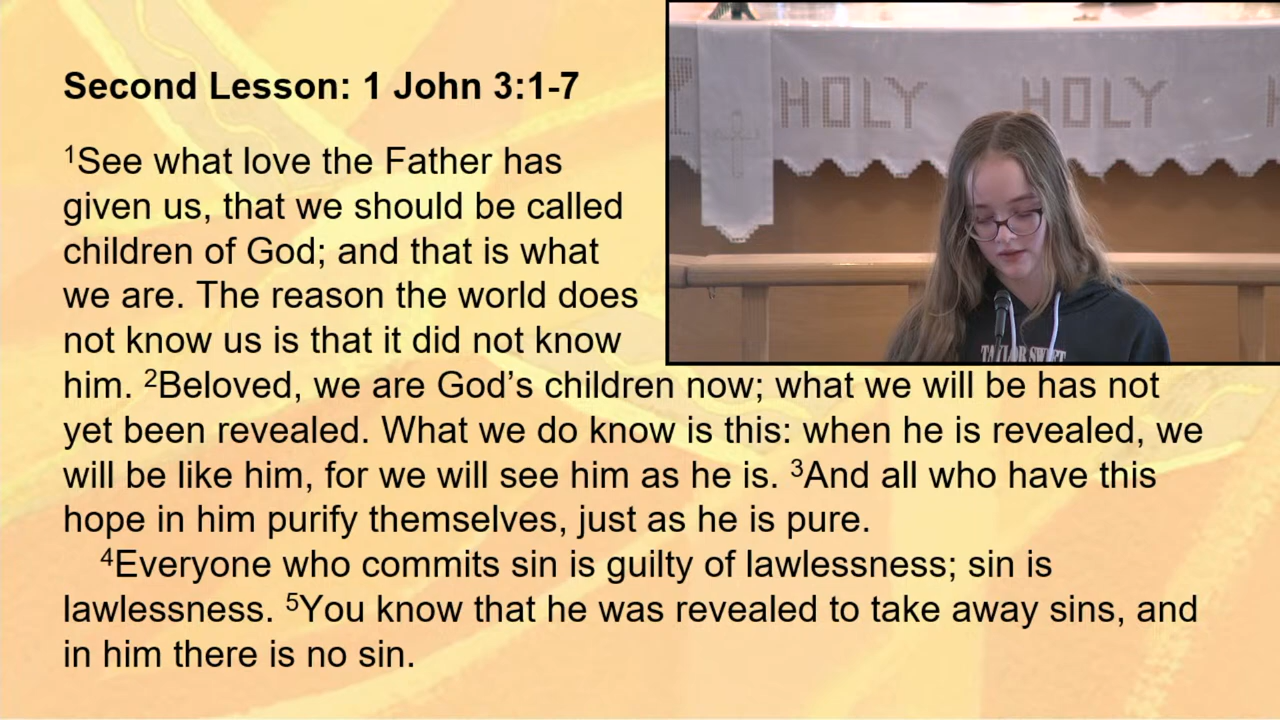 Second Lesson: 1 John 3:1-7
¹See what love the Father has
given us, that we should be called
children of God; and that is what
we are. The reason the world does
not know us is that it did not know
him. ²Beloved, we are God’s children now; what we will be has not
yet been revealed. What we do know is this: when he is revealed, we
will be like him, for we will see him as he is. ³And all who have this
hope in him purify themselves, just as he is pure.
⁴Everyone who commits sin is guilty of lawlessness; sin is
lawlessness. ⁵You know that he was revealed to take away sins, and
in him there is no sin.
HOLY HOLY
TAYLOR SWIFT